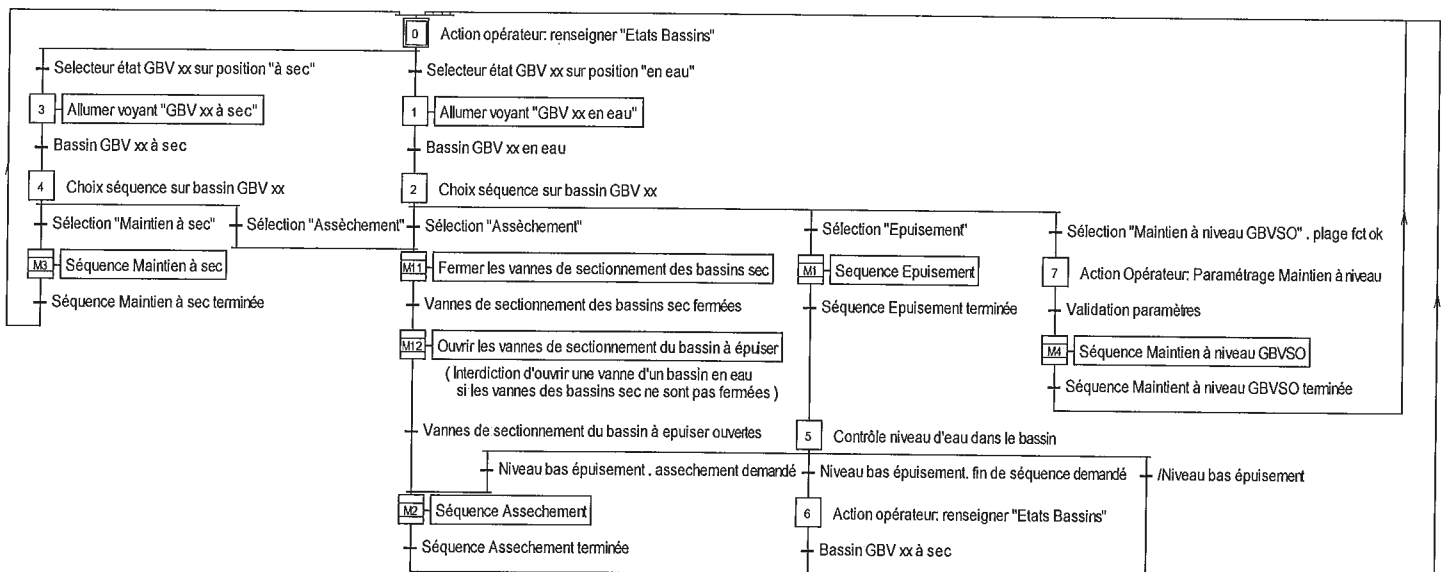 0 Action opérateur: renseigner "Etats Bassins"
Selecteur état GBV xx sur position "à sec"
Selecteur état GBV xx sur position "en eau"
3 Allumer voyant "GBV xx à sec"
1 Allumer voyant "GBV xx en eau"
Bassin GBV xx à sec
Bassin GBV xx en eau
4 Choix séquence sur bassin GBV xx
2 Choix séquence sur bassin GBV xx
Sélection "Maintien à sec"
Sélection "Assèchement"
Sélection "Assèchement"
Sélection "Epuisement"
Sélection "Maintien à niveau GBVSO" . plage fct ok
M3 Séquence Maintien à sec
M11 Fermer les vannes de sectionnement des bassins sec
M1 Sequence Epuisement
7 Action Opérateur: Paramétrage Maintien à niveau
Séquence Maintien à sec terminée
Vannes de sectionnement des bassins sec fermées
Séquence Epuisement terminée
Validation paramètres
M12 Ouvrir les vannes de sectionnement du bassin à épuiser
M4 Séquence Maintien à niveau GBVSO
( Interdiction d'ouvrir une vanne d'un bassin en eau
si les vannes des bassins sec ne sont pas fermées )
Séquence Maintient à niveau GBVSO terminée
Vannes de sectionnement du bassin à epuiser ouvertes
5 Contrôle niveau d'eau dans le bassin
Niveau bas épuisement . assechement demandé
Niveau bas épuisement. fin de séquence demandé
/Niveau bas épuisement
M2 Séquence Assechement
6 Action opérateur: renseigner "Etats Bassins"
Séquence Assechement terminée
Bassin GBV xx à sec